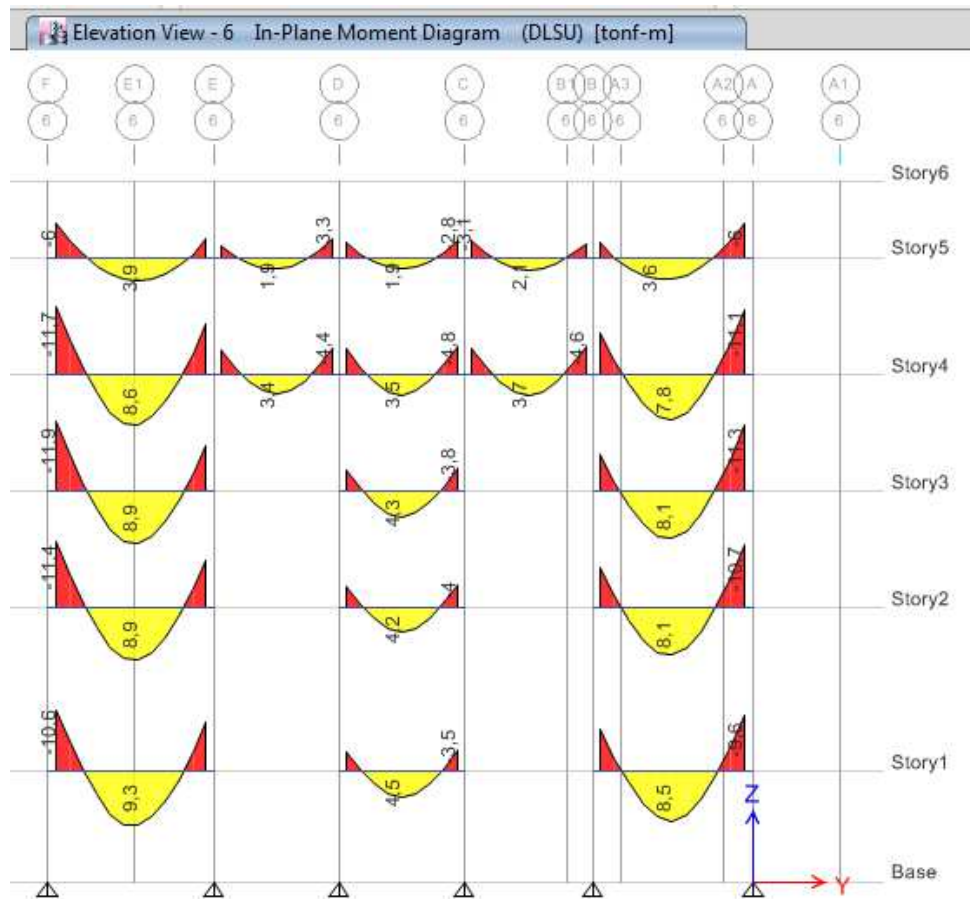 Elevation View - 6 In-Plane Moment Diagram (DLSU) [tonf-m]
F E1 E D C B1 B A3 A2 A A1
6 6 6 6 6 6 6 6 6 6 6
Story6
-6 3,9 1,9 3,3 1,9 2,8 -3,1 2,1 3,6 -6
Story5
-11,7 8,6 3,4 -4,4 3,5 -4,8 3,7 -4,6 7,8 -11,1
Story4
-11,9 8,9 4,3 3,8 8,1 -11,3
Story3
-11,4 8,9 4,2 4 8,1 -10,7
Story2
-10,6 9,3 4,5 3,5 8,5 -9,6
Story1
Z
Base
Y